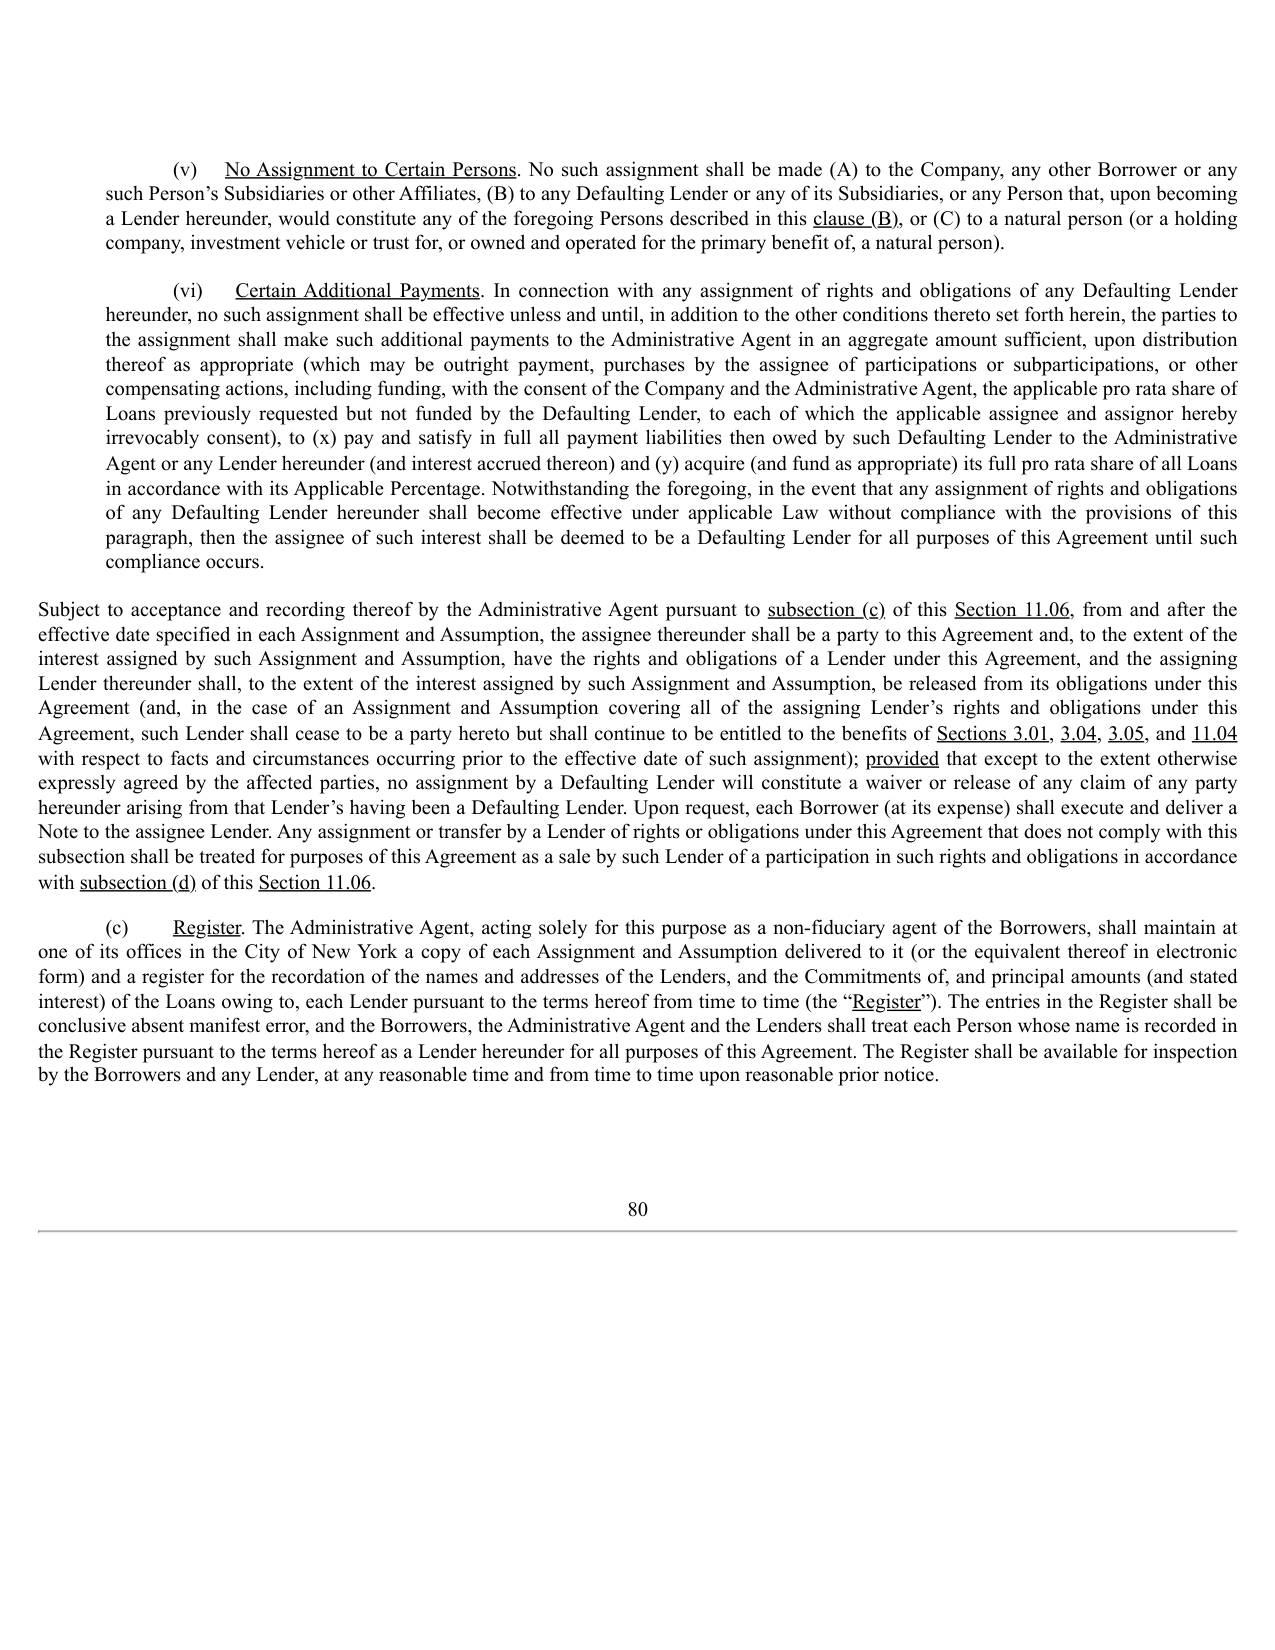 (v) No Assignment to Certain Persons. No such assignment shall be made (A) to the Company, any other Borrower or any
such Person’s Subsidiaries or other Affiliates, (B) to any Defaulting Lender or any of its Subsidiaries, or any Person that, upon becoming
a Lender hereunder, would constitute any of the foregoing Persons described in this clause (B), or (C) to a natural person (or a holding
company, investment vehicle or trust for, or owned and operated for the primary benefit of, a natural person).
(vi) Certain Additional Payments. In connection with any assignment of rights and obligations of any Defaulting Lender
hereunder, no such assignment shall be effective unless and until, in addition to the other conditions thereto set forth herein, the parties to
the assignment shall make such additional payments to the Administrative Agent in an aggregate amount sufficient, upon distribution
thereof as appropriate (which may be outright payment, purchases by the assignee of participations or subparticipations, or other
compensating actions, including funding, with the consent of the Company and the Administrative Agent, the applicable pro rata share of
Loans previously requested but not funded by the Defaulting Lender, to each of which the applicable assignee and assignor hereby
irrevocably consent), to (x) pay and satisfy in full all payment liabilities then owed by such Defaulting Lender to the Administrative
Agent or any Lender hereunder (and interest accrued thereon) and (y) acquire (and fund as appropriate) its full pro rata share of all Loans
in accordance with its Applicable Percentage. Notwithstanding the foregoing, in the event that any assignment of rights and obligations
of any Defaulting Lender hereunder shall become effective under applicable Law without compliance with the provisions of this
paragraph, then the assignee of such interest shall be deemed to be a Defaulting Lender for all purposes of this Agreement until such
compliance occurs.
Subject to acceptance and recording thereof by the Administrative Agent pursuant to subsection (c) of this Section 11.06, from and after the
effective date specified in each Assignment and Assumption, the assignee thereunder shall be a party to this Agreement and, to the extent of the
interest assigned by such Assignment and Assumption, have the rights and obligations of a Lender under this Agreement, and the assigning
Lender thereunder shall, to the extent of the interest assigned by such Assignment and Assumption, be released from its obligations under this
Agreement (and, in the case of an Assignment and Assumption covering all of the assigning Lender’s rights and obligations under this
Agreement, such Lender shall cease to be a party hereto but shall continue to be entitled to the benefits of Sections 3.01, 3.04, 3.05, and 11.04
with respect to facts and circumstances occurring prior to the effective date of such assignment); provided that except to the extent otherwise
expressly agreed by the affected parties, no assignment by a Defaulting Lender will constitute a waiver or release of any claim of any party
hereunder arising from that Lender’s having been a Defaulting Lender. Upon request, each Borrower (at its expense) shall execute and deliver a
Note to the assignee Lender. Any assignment or transfer by a Lender of rights or obligations under this Agreement that does not comply with this
subsection shall be treated for purposes of this Agreement as a sale by such Lender of a participation in such rights and obligations in accordance
with subsection (d) of this Section 11.06.
(c) Register. The Administrative Agent, acting solely for this purpose as a non-fiduciary agent of the Borrowers, shall maintain at
one of its offices in the City of New York a copy of each Assignment and Assumption delivered to it (or the equivalent thereof in electronic
form) and a register for the recordation of the names and addresses of the Lenders, and the Commitments of, and principal amounts (and stated
interest) of the Loans owing to, each Lender pursuant to the terms hereof from time to time (the “Register”). The entries in the Register shall be
conclusive absent manifest error, and the Borrowers, the Administrative Agent and the Lenders shall treat each Person whose name is recorded in
the Register pursuant to the terms hereof as a Lender hereunder for all purposes of this Agreement. The Register shall be available for inspection
by the Borrowers and any Lender, at any reasonable time and from time to time upon reasonable prior notice.
80